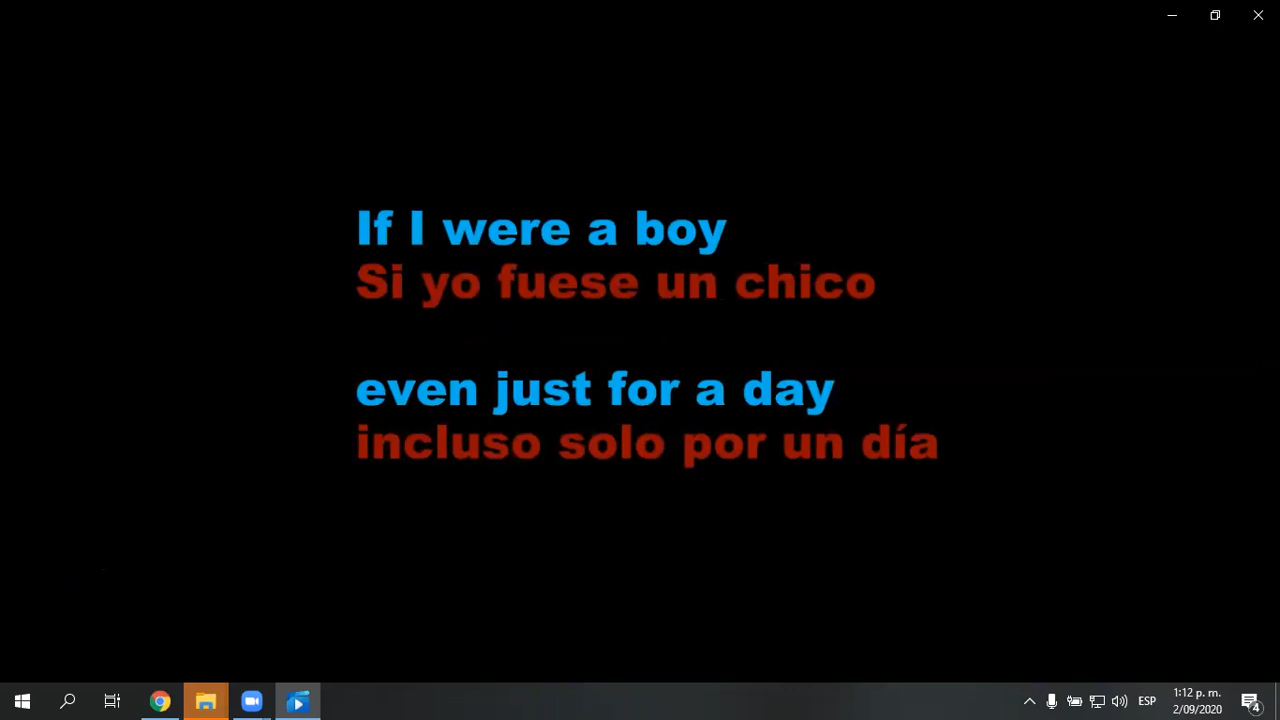 If I were a boy
Si yo fuese un chico
even just for a day
incluso solo por un día
ESP
1:12 p. m.
2/09/2020
4